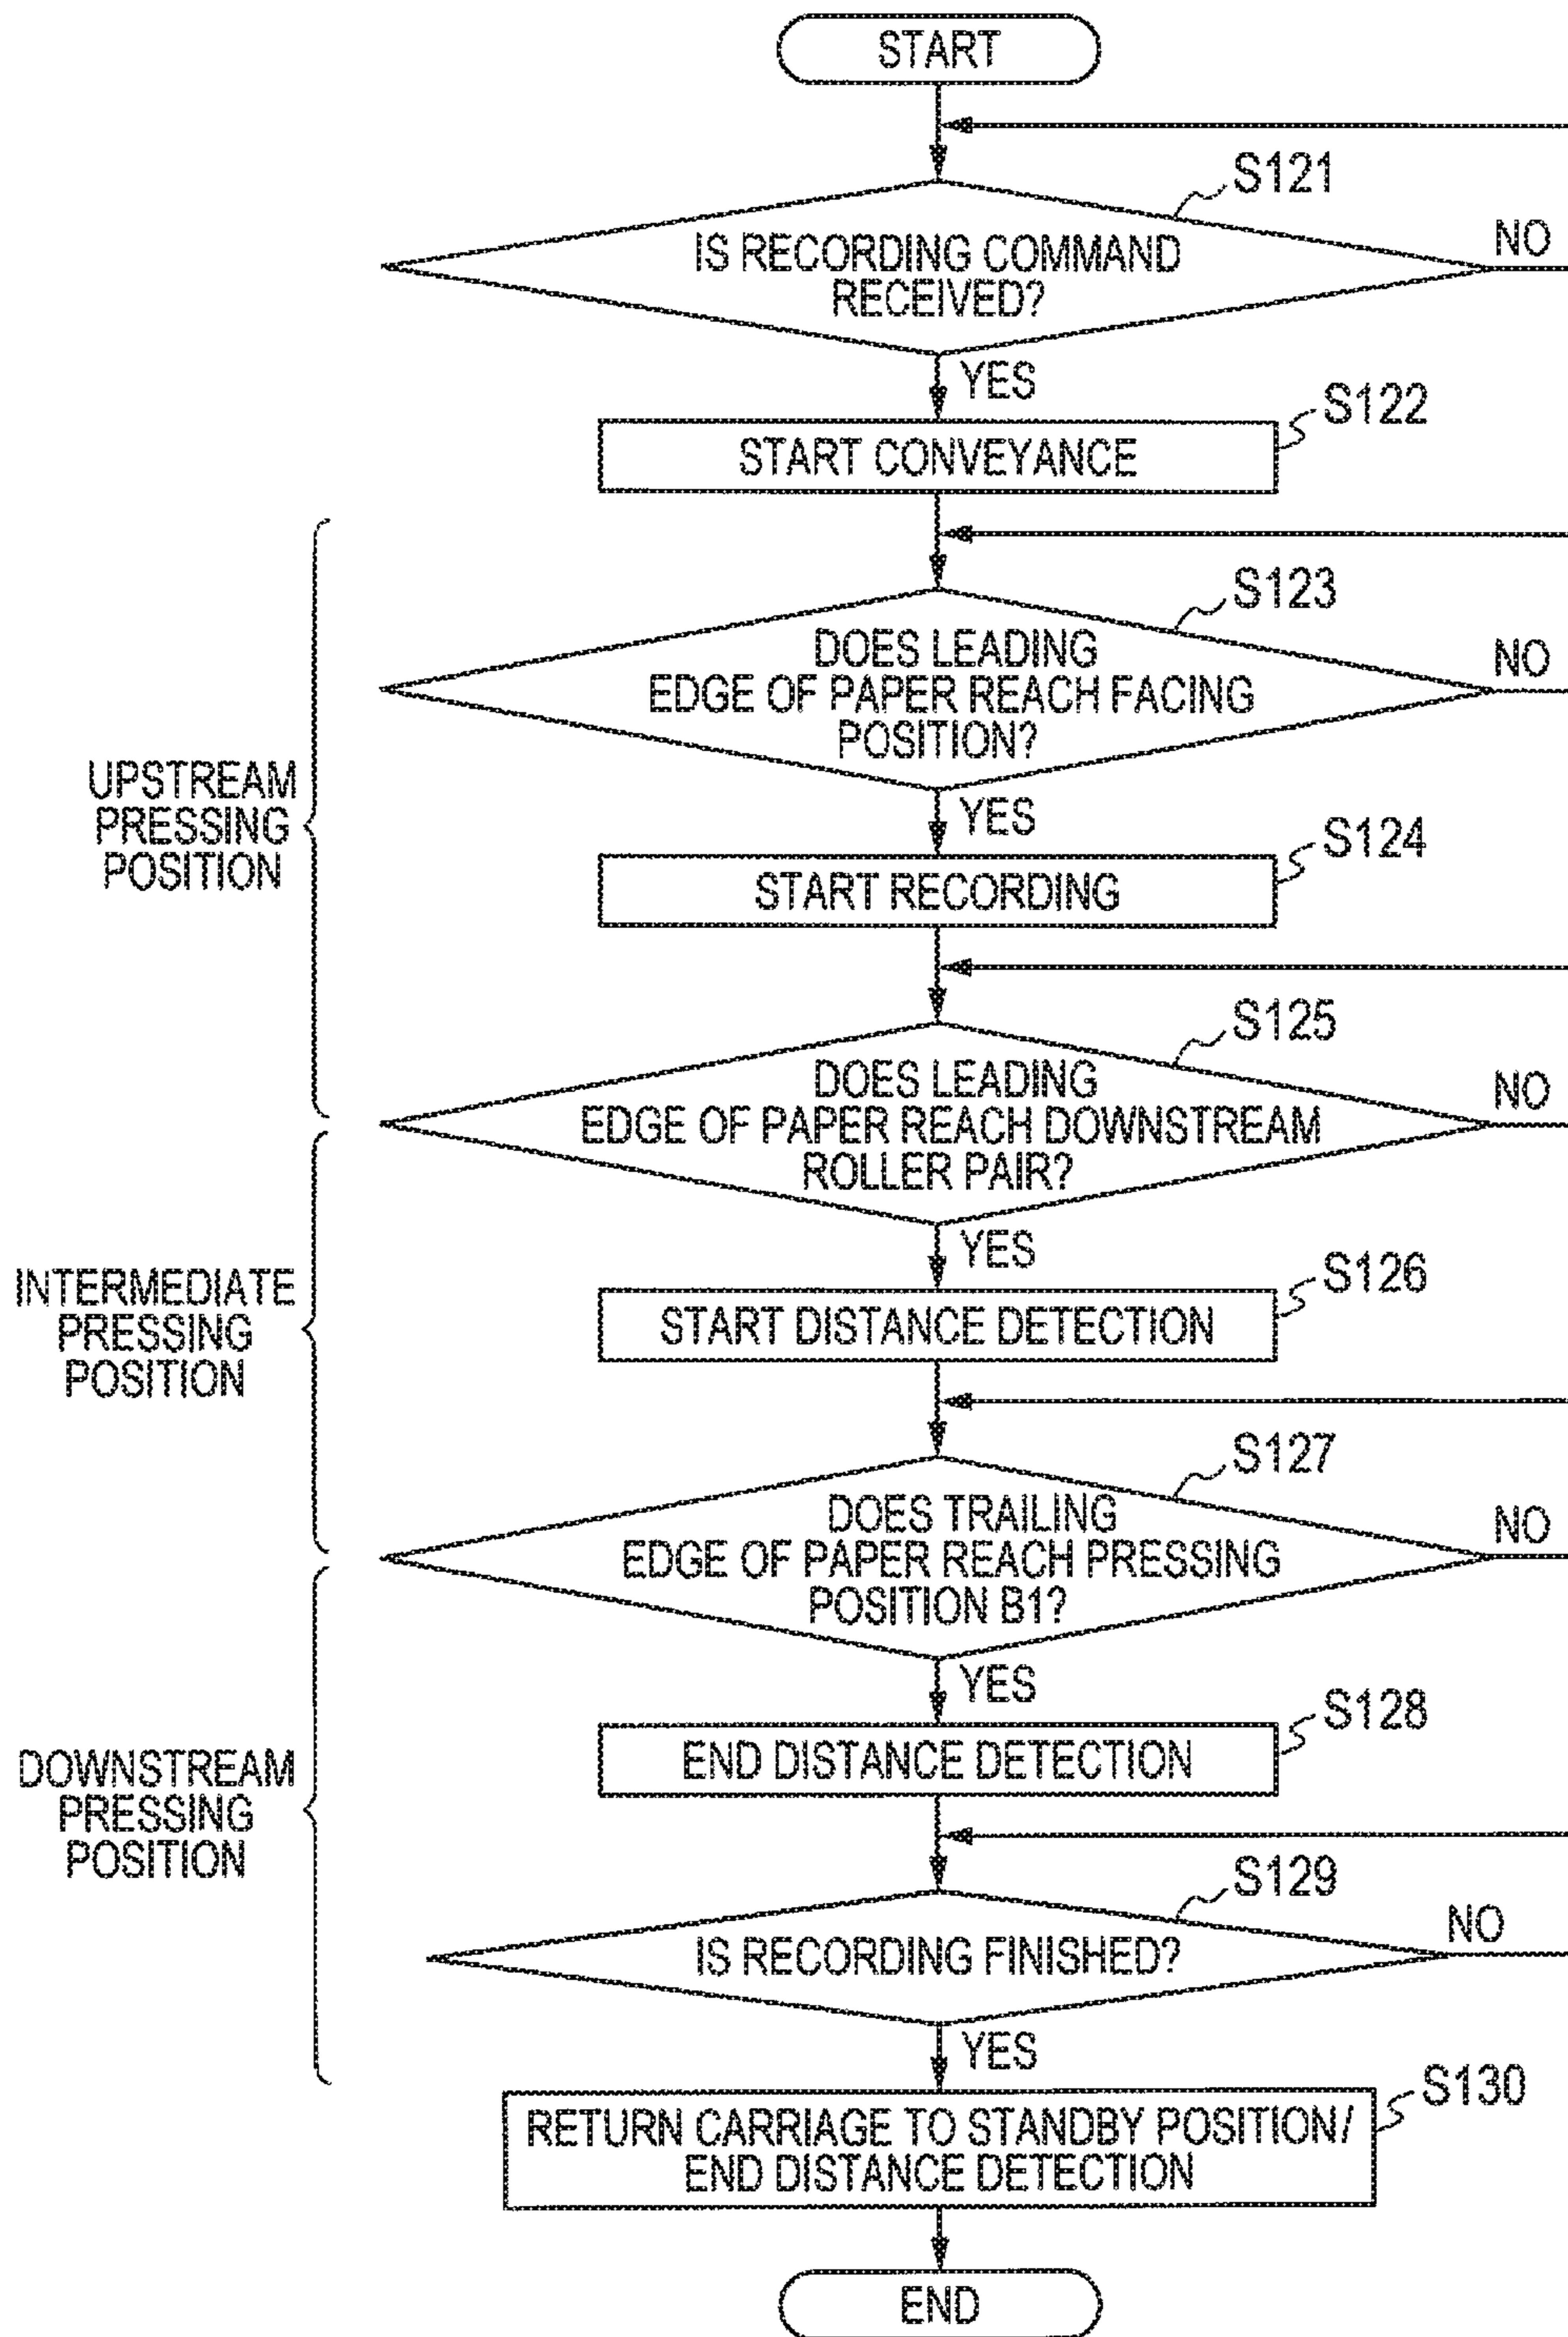 START
S121
IS RECORDING COMMAND
RECEIVED?
NO
YES
S122
START CONVEYANCE
S123
DOES LEADING
EDGE OF PAPER REACH FACING
POSITION?
NO
UPSTREAM
PRESSING
POSITION
YES
S124
START RECORDING
S125
DOES LEADING
EDGE OF PAPER REACH DOWNSTREAM
ROLLER PAIR?
NO
YES
INTERMEDIATE
PRESSING
POSITION
S126
START DISTANCE DETECTION
S127
DOES TRAILING
EDGE OF PAPER REACH PRESSING
POSITION B1?
NO
YES
S128
END DISTANCE DETECTION
DOWNSTREAM
PRESSING
POSITION
S129
IS RECORDING FINISHED?
NO
YES
S130
RETURN CARRIAGE TO STANDBY POSITION/
END DISTANCE DETECTION
END